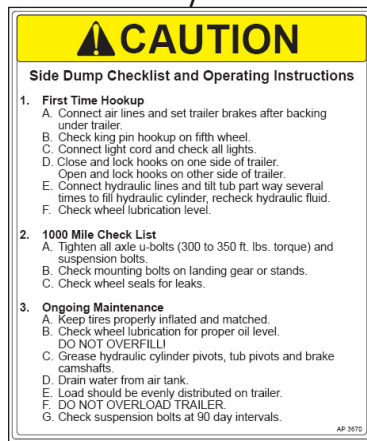 CAUTION
Side Dump Checklist and Operating Instructions
1. First Time Hookup
A. Connect air lines and set trailer brakes after backing
under trailer.
B. Check king pin hookup on fifth wheel.
C. Connect light cord and check all lights.
D. Close and lock hooks on one side of trailer.
Open and lock hooks on other side of trailer.
E. Connect hydraulic lines and tilt tub part way several
times to fill hydraulic cylinder, recheck hydraulic fluid.
F. Check wheel lubrication level.
2. 1000 Mile Check List
A. Tighten all axle u-bolts (300 to 350 ft. lbs. torque) and
suspension bolts.
B. Check mounting bolts on landing gear or stands.
C. Check wheel seals for leaks.
3. Ongoing Maintenance
A. Keep tires properly inflated and matched.
B. Check wheel lubrication for proper oil level.
DO NOT OVERFILL!
C. Grease hydraulic cylinder pivots, tub pivots and brake
camshafts.
D. Drain water from air tank.
E. Load should be evenly distributed on trailer.
F. DO NOT OVERLOAD TRAILER.
G. Check suspension bolts at 90 day intervals.
AP 3670